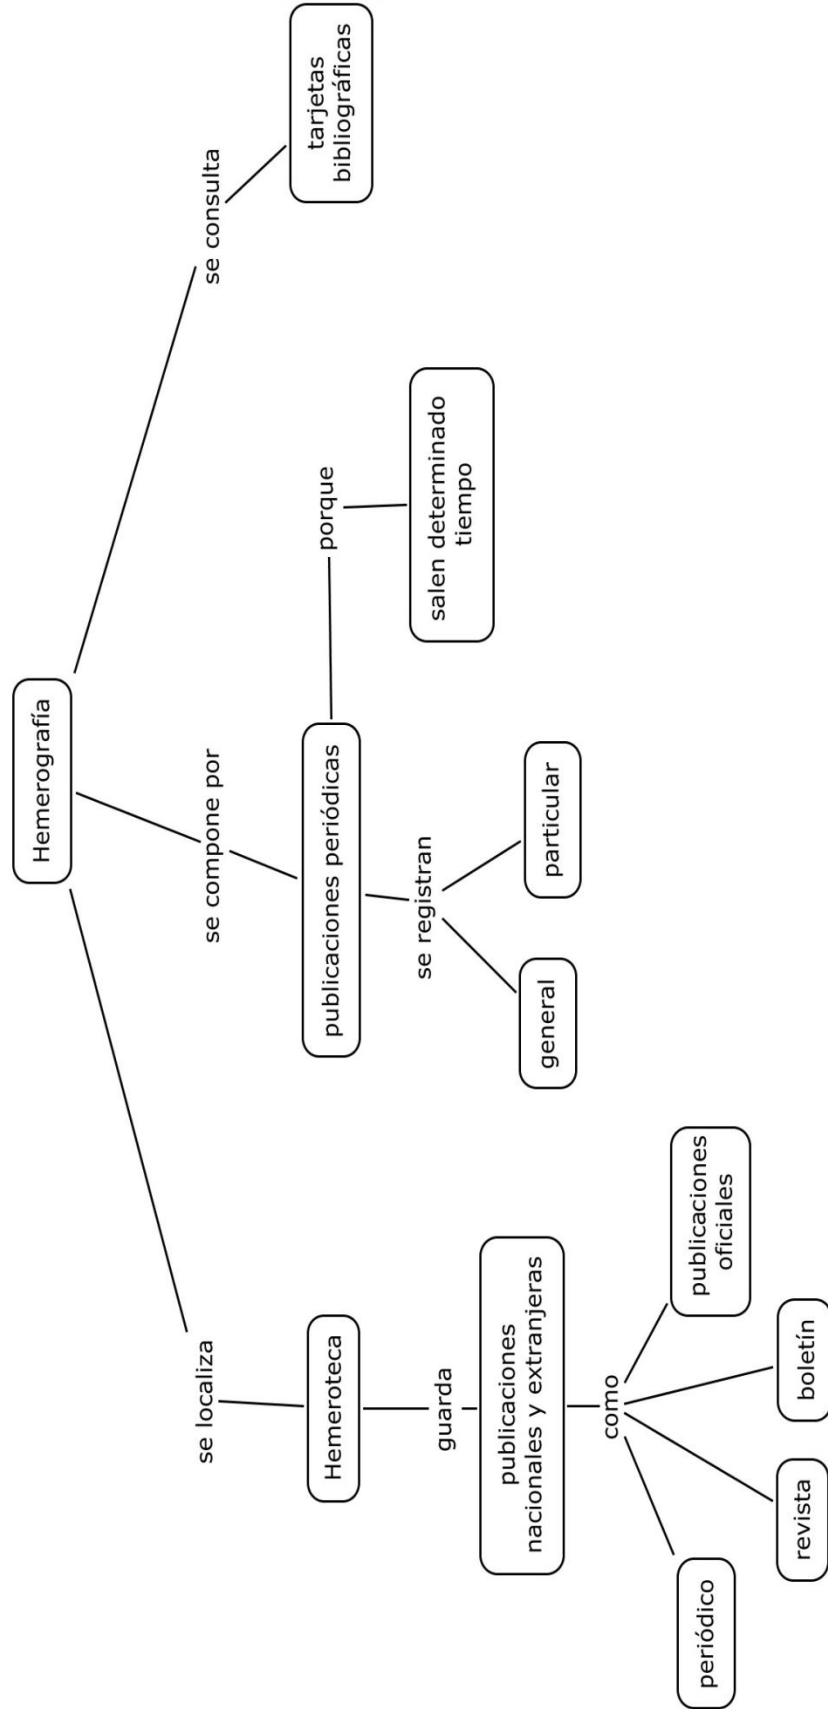 Hemerografía
se localiza
se compone por
se consulta
Hemeroteca
publicaciones periódicas
porque
tarjetas
bibliográficas
guarda
se registran
salen determinado
tiempo
publicaciones
nacionales y extranjeras
general
particular
como
periódico
revista
boletín
publicaciones
oficiales